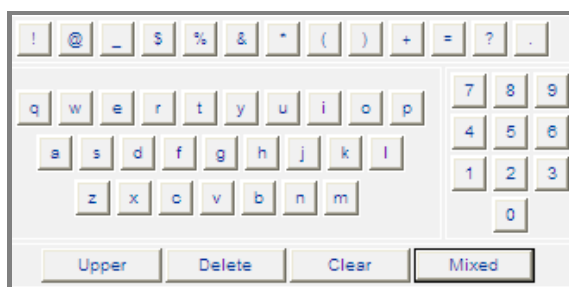 ! @ _ $ % & * ( ) + = ? .
q w e r t y u i o p
a s d f g h j k l
z x c v b n m
7 8 9
4 5 6
1 2 3
0
Upper Delete Clear Mixed